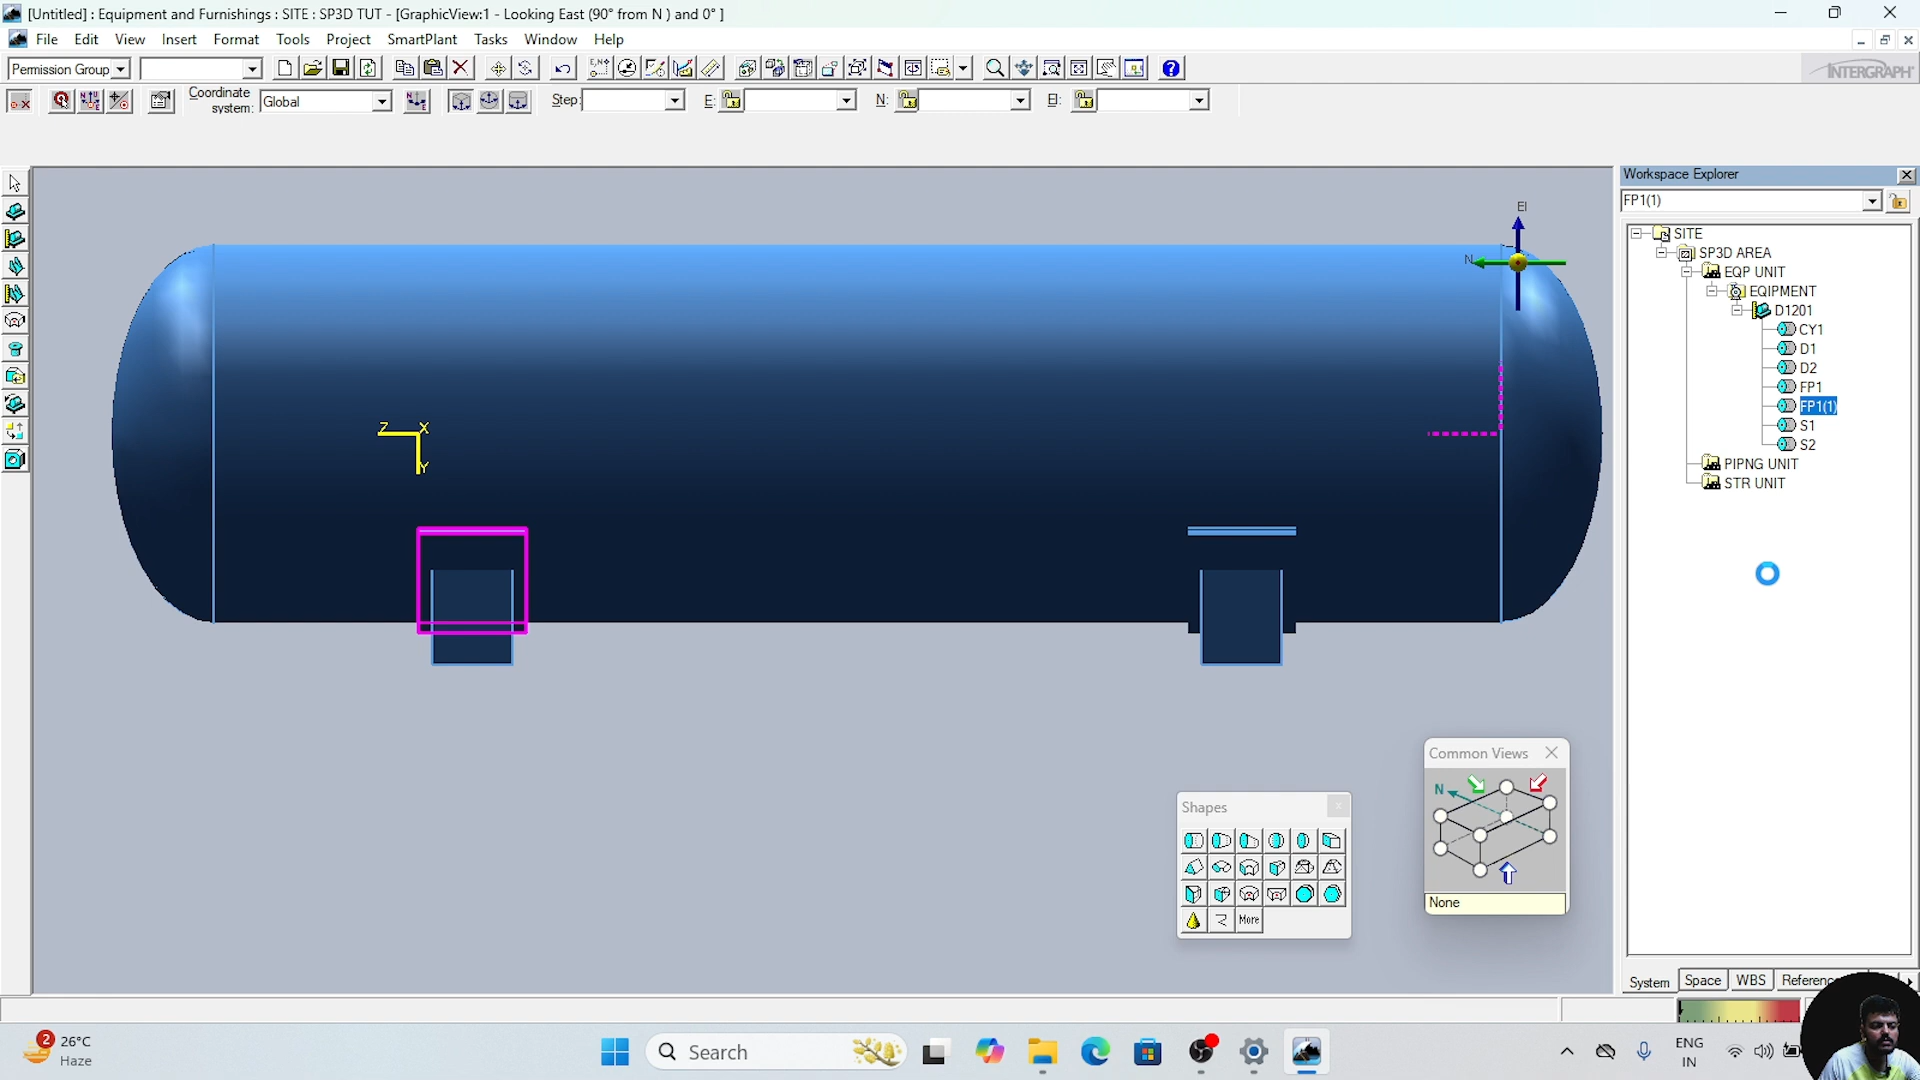 [Untitled] : Equipment and Furnishings : SITE : SP3D TUT - [GraphicView:1 - Looking East (90° from N ) and 0° ]
File Edit View Insert Format Tools Project SmartPlant Tasks Window Help
Permission Group
INTERGRAPH
Coordinate system: Global Step: E: N: El:
Workspace Explorer
FP1(1)
SITE
SP3D AREA
EQP UNIT
EQIPMENT
D1201
CY1
D1
D2
FP1
FP1(1)
S1
S2
PIPNG UNIT
STR UNIT
El
N
Z X
Y
Common Views
N
None
Shapes
More
System Space WBS Reference
2
26°C
Haze
Search
ENG
IN